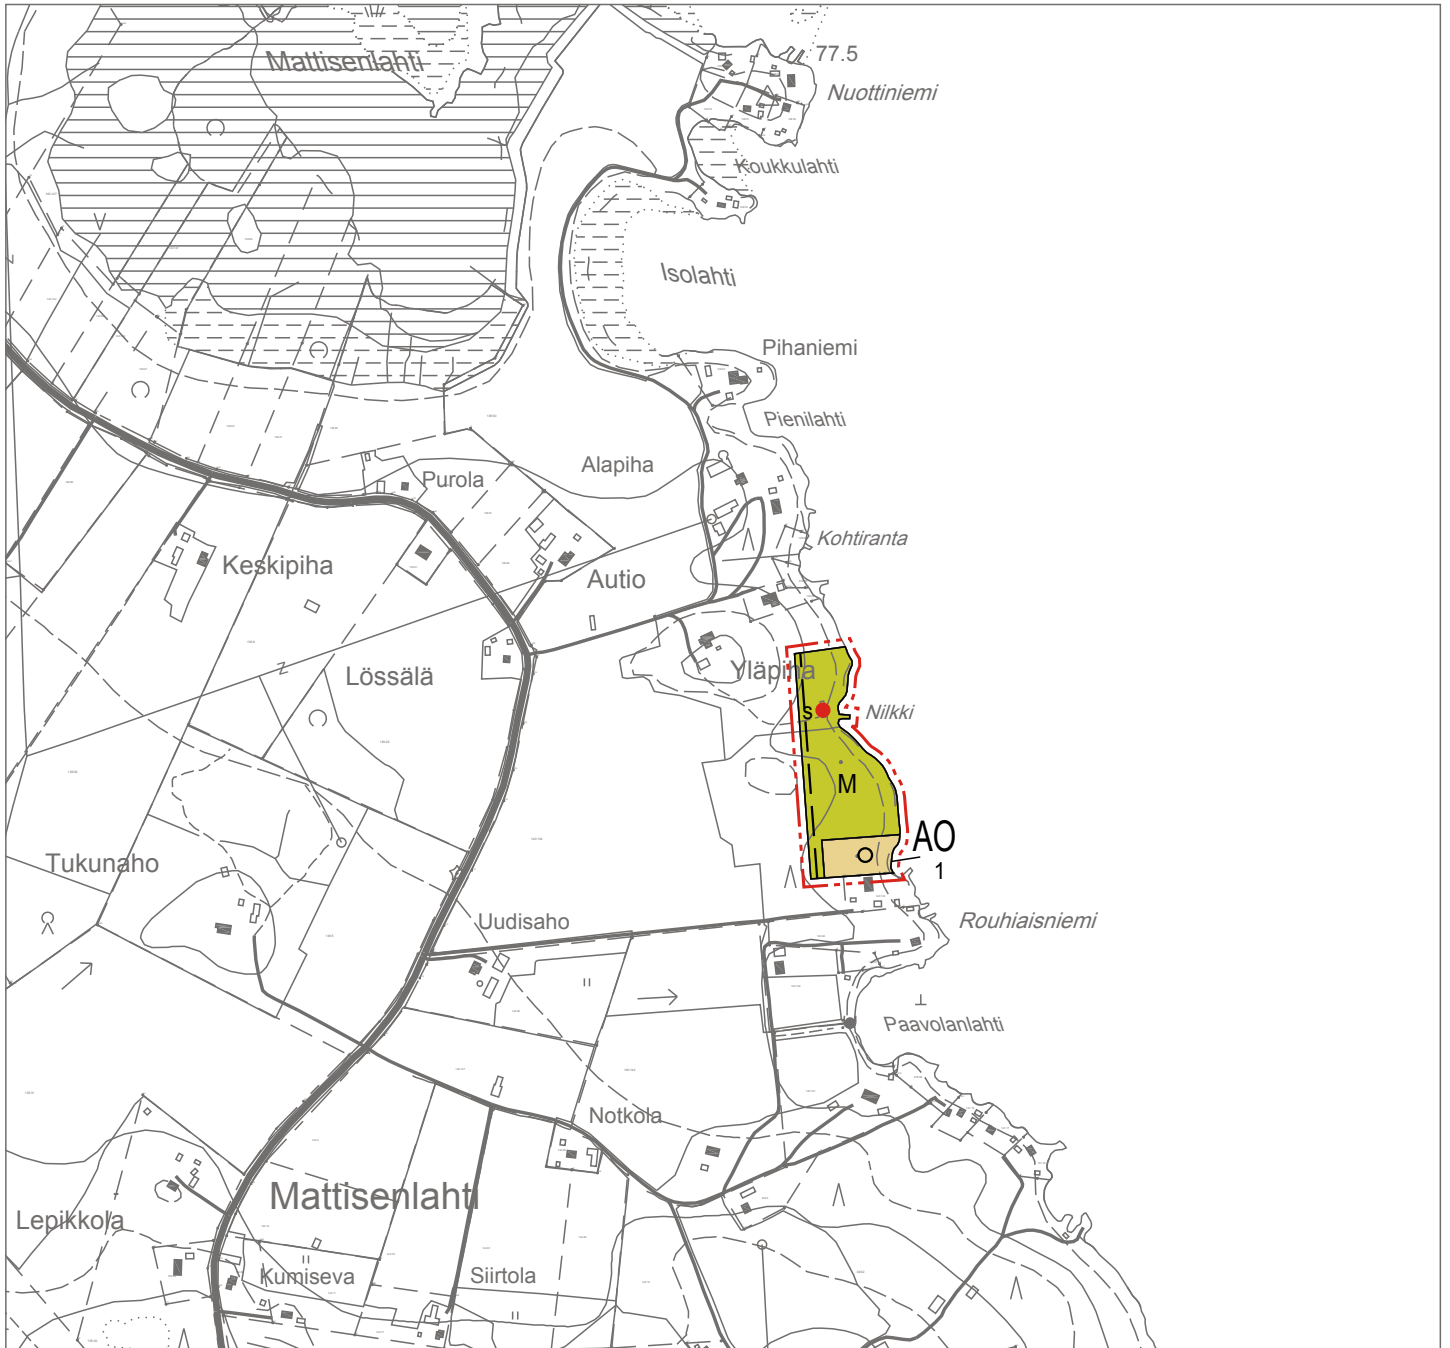 Mattisenlahti
77.5
Nuottiniemi
Koukkulahti
Isolahti
Pihaniemi
Pienilahti
Alapiha
Purola
Kohtiranta
Keskipiha
Autio
Yläpiha
Lössälä
z
s
Nilkki
M
AO
1
Tukunaho
Uudisaho
Rouhiaisniemi
Paavolanlahti
Notkola
Mattisenlahti
Lepikkola
Kumiseva
Siirtola